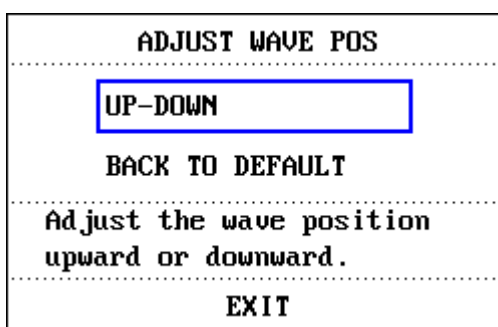 ADJUST WAVE POS
UP-DOWN
BACK TO DEFAULT
Adjust the wave position
upward or downward.
EXIT